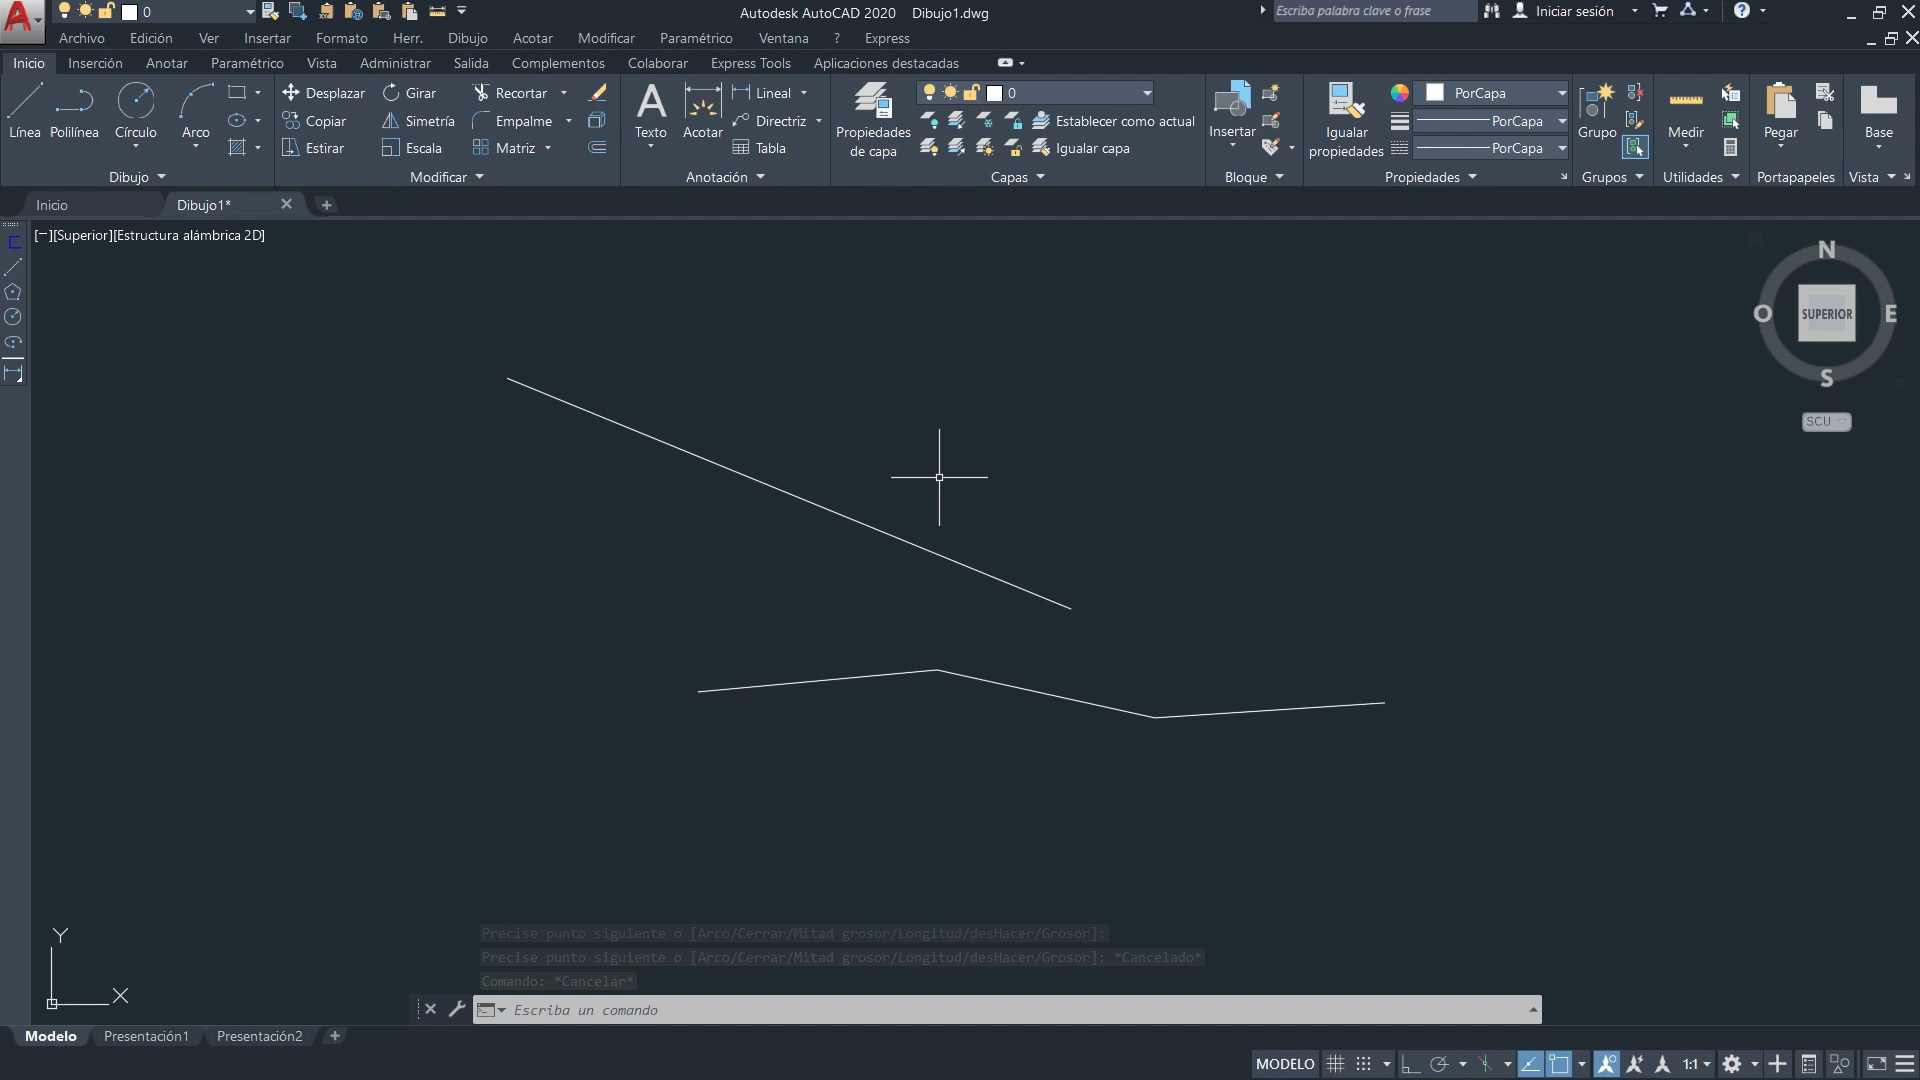 0
Autodesk AutoCAD 2020 Dibujo1.dwg
Escriba palabra clave o frase
Iniciar sesión
Archivo Edición Ver Insertar Formato Herr. Dibujo Acotar Modificar Paramétrico Ventana ? Express
Inicio Inserción Anotar Paramétrico Vista Administrar Salida Complementos Colaborar Express Tools Aplicaciones destacadas
Línea Polilínea Círculo Arco
Dibujo
Desplazar Girar Recortar
Copiar Simetría Empalme
Estirar Escala Matriz
Modificar
Texto Acotar
Lineal
Directriz
Tabla
Anotación
Propiedades
de capa
0
Establecer como actual
Igualar capa
Capas
Insertar
Bloque
Igualar
propiedades
PorCapa
PorCapa
PorCapa
Propiedades
Grupo
Grupos
Medir
Utilidades
Pegar
Portapapeles
Base
Vista
Inicio Dibujo1*
[−][Superior][Estructura alámbrica 2D]
N
O SUPERIOR E
S
SCU
Y
X
Precise punto siguiente o [Arco/Cerrar/Mitad grosor/Longitud/desHacer/Grosor]:
Precise punto siguiente o [Arco/Cerrar/Mitad grosor/Longitud/desHacer/Grosor]: *Cancelado*
Comando: *Cancelar*
Escriba un comando
Modelo Presentación1 Presentación2 +
MODELO 1:1